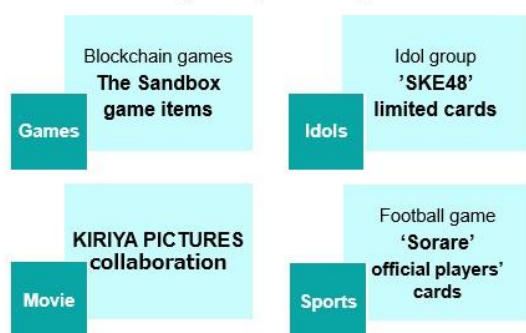 Blockchain games
The Sandbox
game items
Games
Idol group
’SKE48’
limited cards
Idols
KIRIYA PICTURES
collaboration
Movie
Football game
‘Sorare’
official players’
cards
Sports